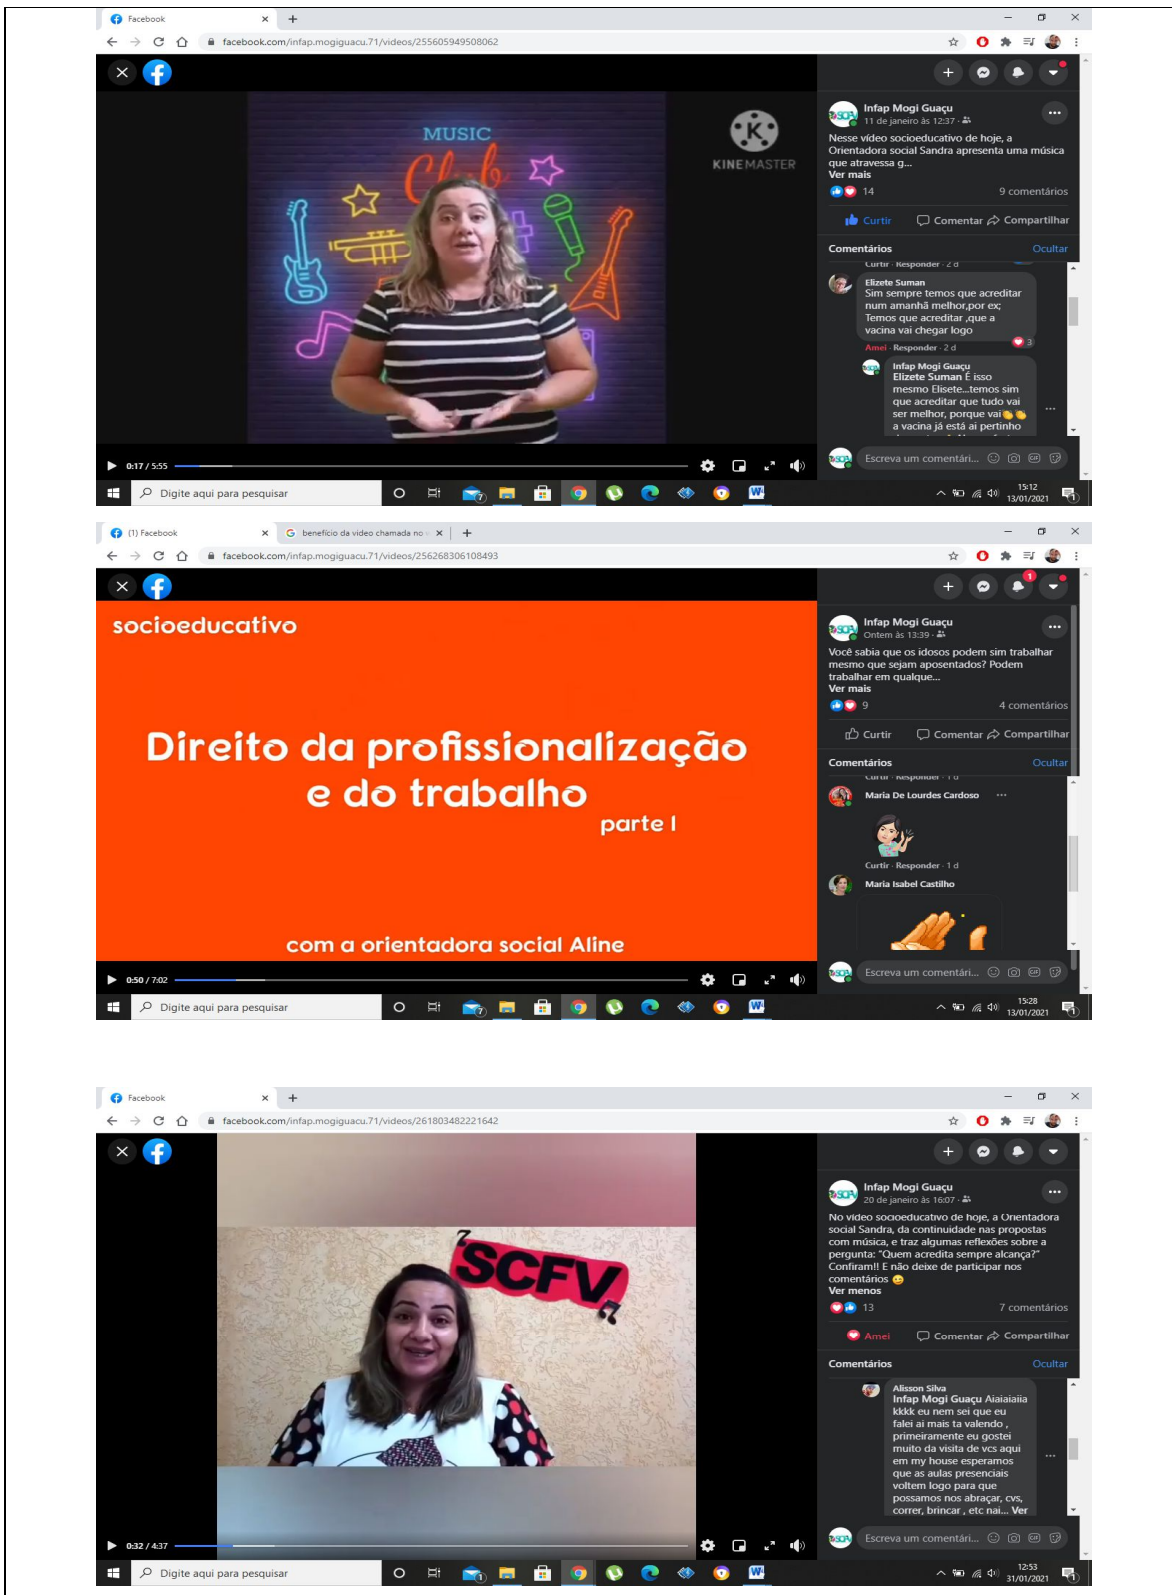 Facebook
facebook.com/infap.mogiguacu.71/videos/255605949508062
MUSIC
Club
K
KINEMASTER
Infap Mogi Guaçu
11 de janeiro às 12:37 ·
Nesse vídeo socioeducativo de hoje, a
Orientadora social Sandra apresenta uma música
que atravessa g...
Ver mais
14
9 comentários
Curtir
Comentar
Compartilhar
Comentários
Ocultar
Curtir · Responder · 2 d
Elizete Suman
Sim sempre temos que acreditar
num amanhã melhor,por ex;
Temos que acreditar ,que a
vacina vai chegar logo
3
Amei · Responder · 2 d
Infap Mogi Guaçu
Elizete Suman É isso
mesmo Elisete...temos sim
que acreditar que tudo vai
ser melhor, porque vai👏👏
a vacina já está ai pertinho
Escreva um comentári...
0:17 / 5:55
Digite aqui para pesquisar
15:12
13/01/2021
(1) Facebook
benefício da video chamada no
facebook.com/infap.mogiguacu.71/videos/256268306108493
socioeducativo
Direito da profissionalização
e do trabalho
parte I
com a orientadora social Aline
1
Infap Mogi Guaçu
Ontem às 13:39 ·
Você sabia que os idosos podem sim trabalhar
mesmo que sejam aposentados? Podem
trabalhar em qualque...
Ver mais
9
4 comentários
Curtir
Comentar
Compartilhar
Comentários
Ocultar
Curtir · Responder · 1 d
Maria De Lourdes Cardoso
Curtir · Responder · 1 d
Maria Isabel Castilho
Escreva um comentári...
0:50 / 7:02
Digite aqui para pesquisar
15:28
13/01/2021
Facebook
facebook.com/infap.mogiguacu.71/videos/261803482221642
SCFV
Infap Mogi Guaçu
20 de janeiro às 16:07 ·
No vídeo socioeducativo de hoje, a Orientadora
social Sandra, da continuidade nas propostas
com música, e traz algumas reflexões sobre a
pergunta: "Quem acredita sempre alcança?"
Confiram!! E não deixe de participar nos
comentários 😉
Ver menos
13
7 comentários
Amei
Comentar
Compartilhar
Comentários
Ocultar
Alisson Silva
Infap Mogi Guaçu Aiaiaiaiia
kkkk eu nem sei que eu
falei ai mais ta valendo ,
primeiramente eu gostei
muito da visita de vcs aqui
em my house esperamos
que as aulas presenciais
voltem logo para que
possamos nos abraçar, cvs,
correr, brincar , etc nai... Ver
Escreva um comentári...
0:32 / 4:37
Digite aqui para pesquisar
12:53
31/01/2021